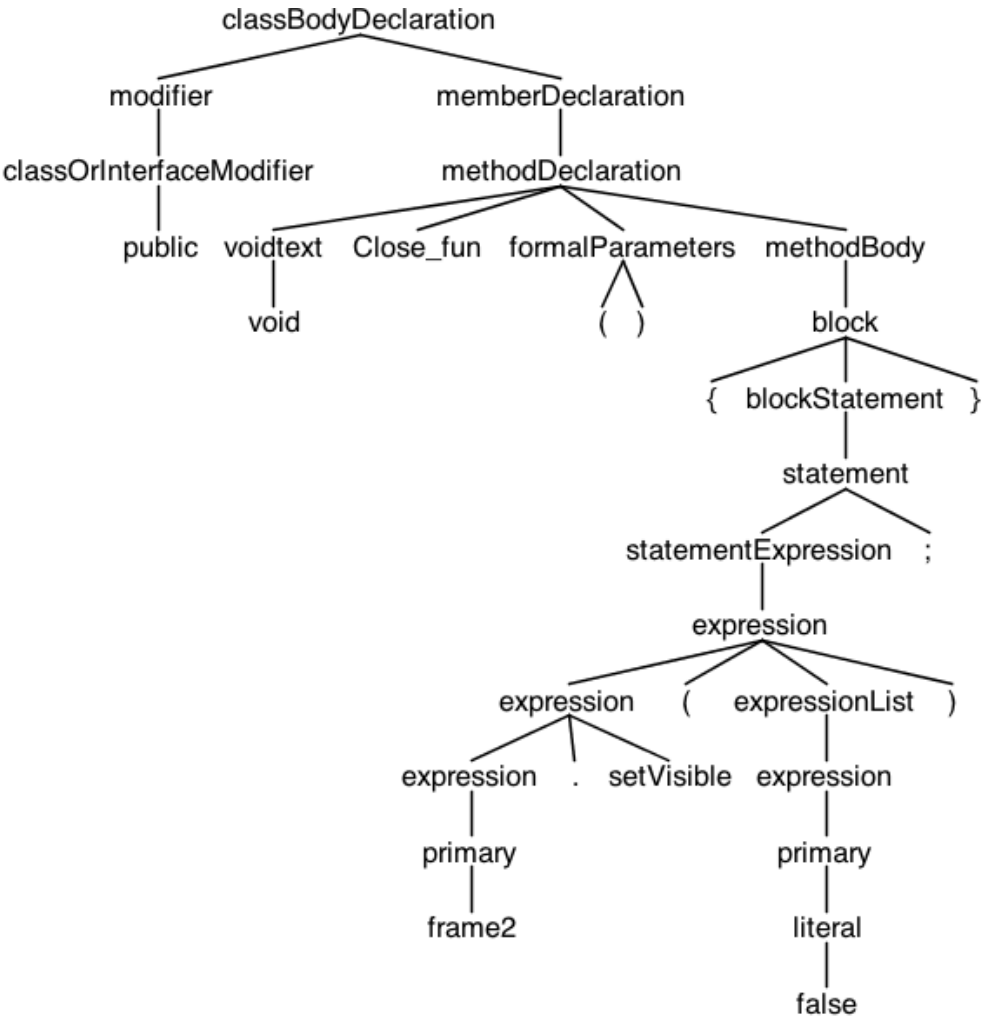 classBodyDeclaration
modifier memberDeclaration
classOrInterfaceModifier methodDeclaration
public voidtext Close_fun formalParameters methodBody
void ( ) block
{ blockStatement }
statement
statementExpression ;
expression
expression ( expressionList )
expression . setVisible expression
primary primary
frame2 literal
false